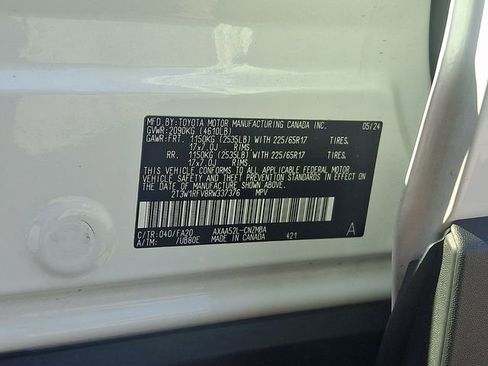 MFD.BY:TOYOTA MOTOR MANUFACTURING CANADA INC. 05/24
GVWR:2090KG (4610LB)
GAWR:FRT. 1150KG (2535LB) WITH 225/65R17 TIRES,
17x7.0J RIMS.
RR. 1150KG (2535LB) WITH 225/65R17 TIRES,
17x7.0J RIMS.
THIS VEHICLE CONFORMS TO ALL APPLICABLE FEDERAL MOTOR
VEHICLE SAFETY AND THEFT PREVENTION STANDARDS IN
EFFECT ON THE DATE OF MANUFACTURE SHOWN ABOVE.
2T3W1RFV8RW337376 MPV
C/TR:040/FA20 AXAA52L-CNZMBA A
A/TM: /UB80E MADE IN CANADA 421